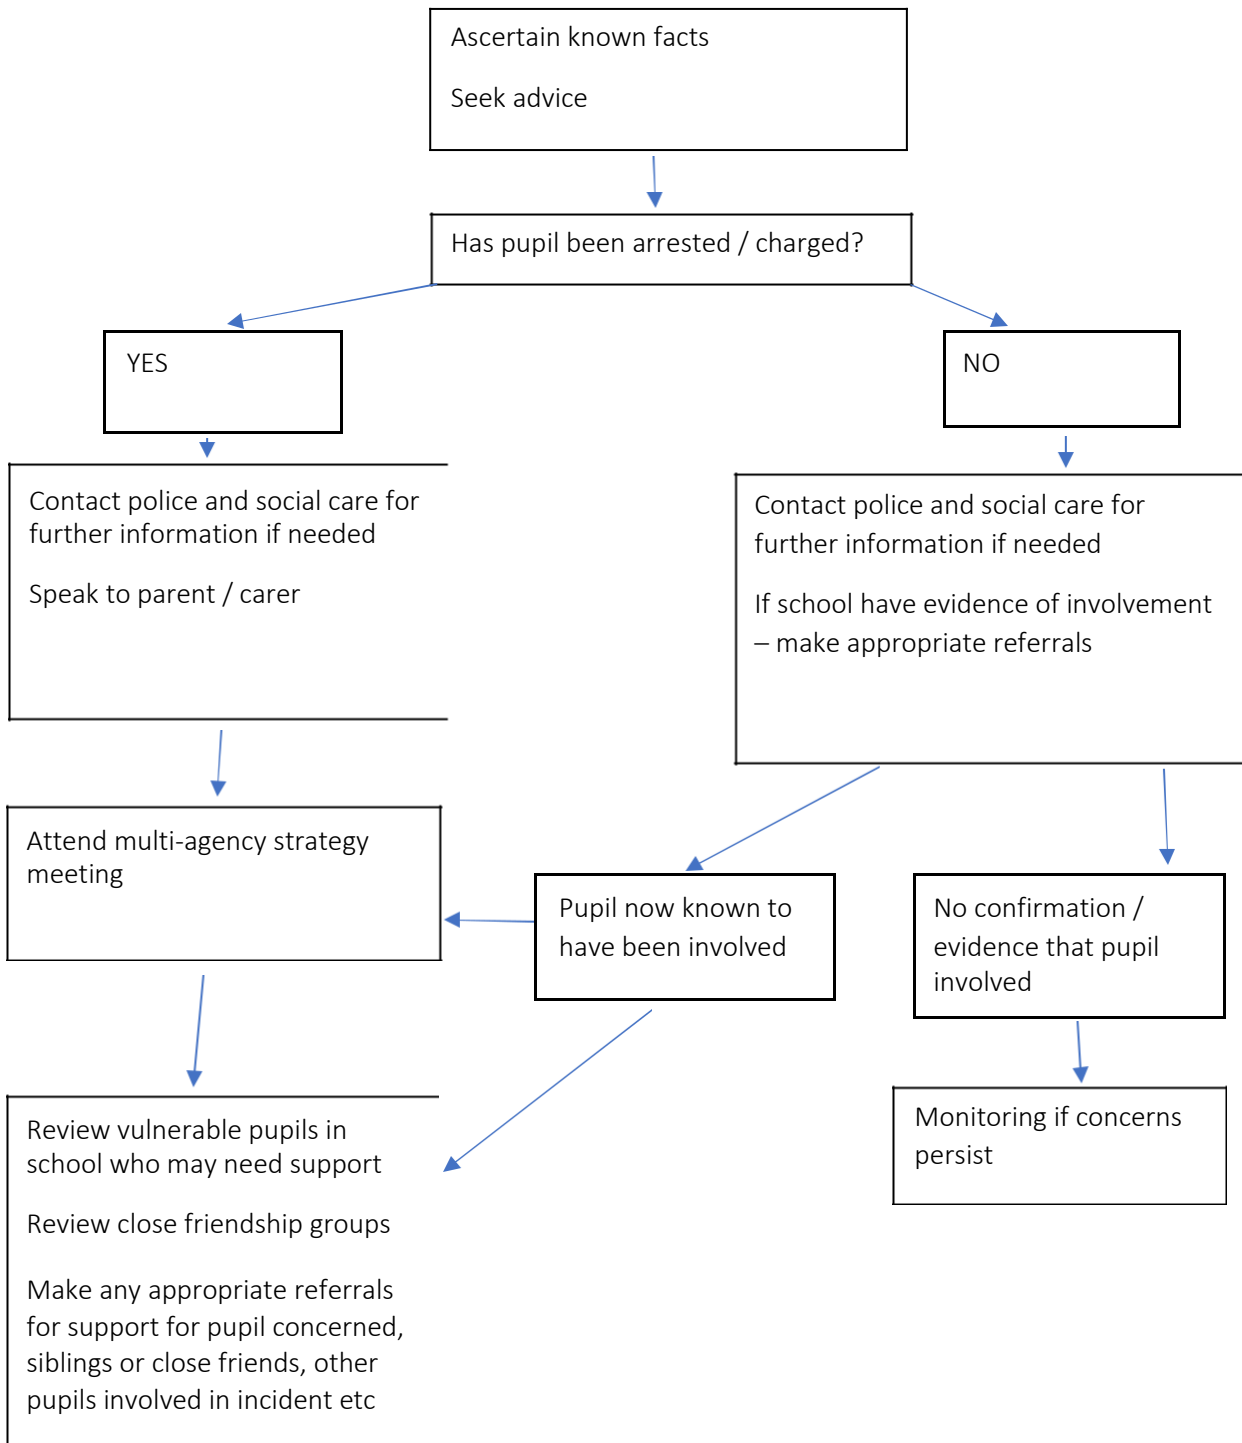 Ascertain known facts
Seek advice
Has pupil been arrested / charged?
YES
NO
Contact police and social care for
further information if needed
Speak to parent / carer
Contact police and social care for
further information if needed
If school have evidence of involvement
– make appropriate referrals
Attend multi-agency strategy
meeting
Pupil now known to
have been involved
No confirmation /
evidence that pupil
involved
Review vulnerable pupils in
school who may need support
Review close friendship groups
Make any appropriate referrals
for support for pupil concerned,
siblings or close friends, other
pupils involved in incident etc
Monitoring if concerns
persist